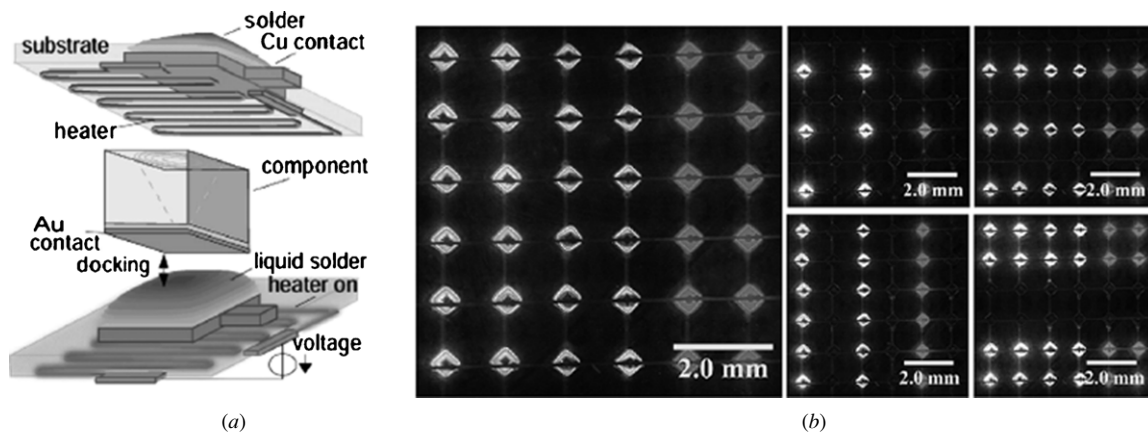 solder
substrate
Cu contact
heater
component
Au
contact
docking
liquid solder
heater on
voltage
2.0 mm
2.0 mm
2.0 mm
2.0 mm
2.0 mm
(a)
(b)